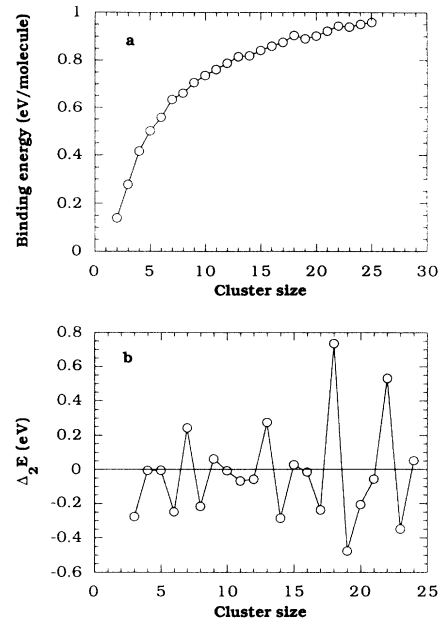 a
Binding energy (eV/molecule)
1
0.8
0.6
0.4
0.2
0
0 5 10 15 20 25 30
Cluster size
b
Δ₂E (eV)
0.8
0.6
0.4
0.2
0
-0.2
-0.4
-0.6
0 5 10 15 20 25
Cluster size